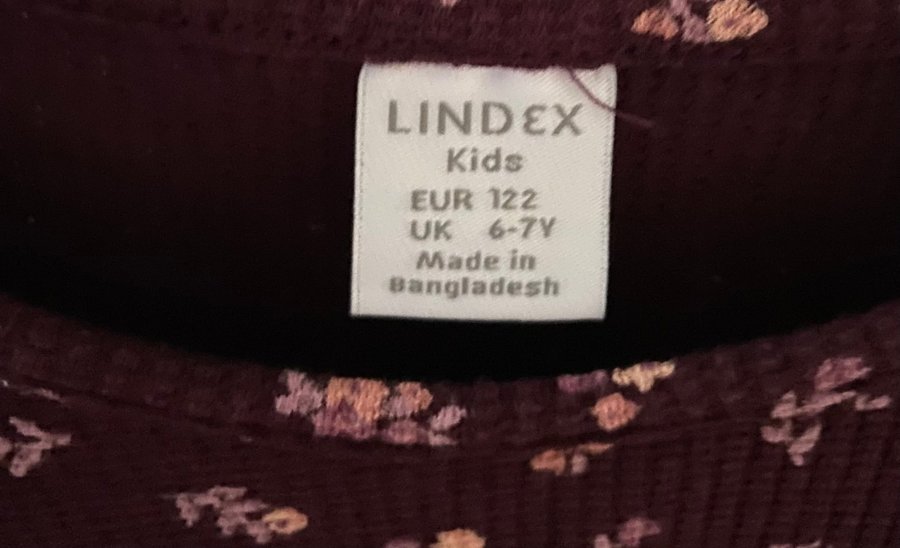 LINDEX
Kids
EUR 122
UK 6-7Y
Made in
Bangladesh